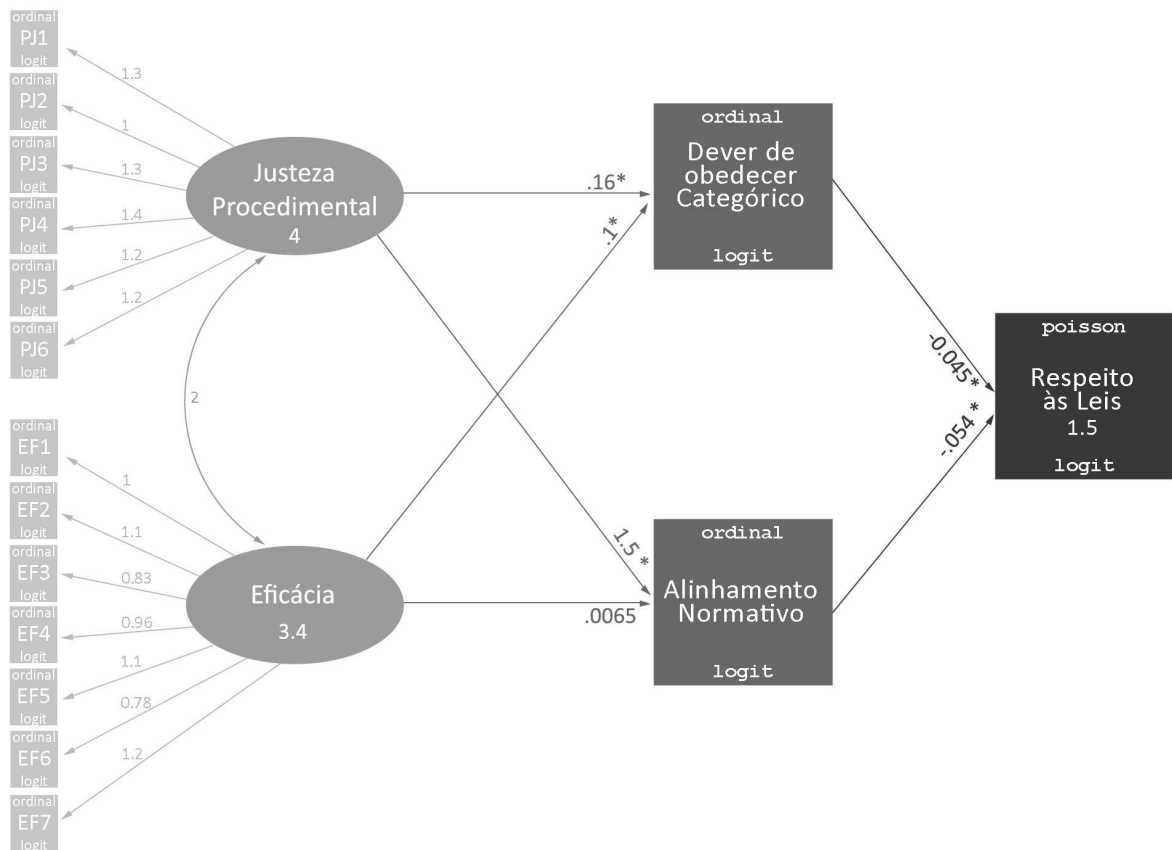 ordinal
PJ1
logit
ordinal
PJ2
logit
ordinal
PJ3
logit
ordinal
PJ4
logit
ordinal
PJ5
logit
ordinal
PJ6
logit
1.3
1
1.3
1.4
1.2
1.2
Justeza
Procedimental
4
2
ordinal
EF1
logit
ordinal
EF2
logit
ordinal
EF3
logit
ordinal
EF4
logit
ordinal
EF5
logit
ordinal
EF6
logit
ordinal
EF7
logit
1
1.1
0.83
0.96
1.1
0.78
1.2
Eficácia
3.4
.16*
.1*
1.5 *
.0065
ordinal
Dever de
obedecer
Categórico
logit
ordinal
Alinhamento
Normativo
logit
-0.045*
-.054 *
poisson
Respeito
às Leis
1.5
logit